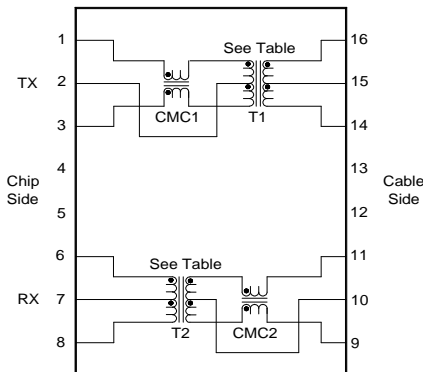 1 16
See Table
TX 2 15
CMC1 T1
3 14
4 13
Chip Side Cable Side
5 12
6 11
See Table
RX 7 10
T2 CMC2
8 9